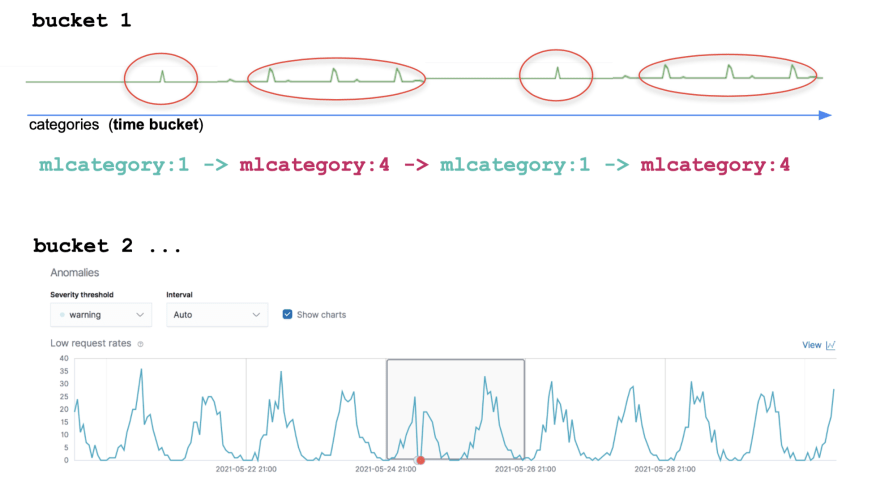 bucket 1
categories (time bucket)
mlcategory:1 -> mlcategory:4 -> mlcategory:1 -> mlcategory:4
bucket 2 ...
Anomalies
Severity threshold Interval
warning Auto Show charts
Low request rates View
40
35
30
25
20
15
10
5
0
2021-05-22 21:00 2021-05-24 21:00 2021-05-26 21:00 2021-05-28 21:00